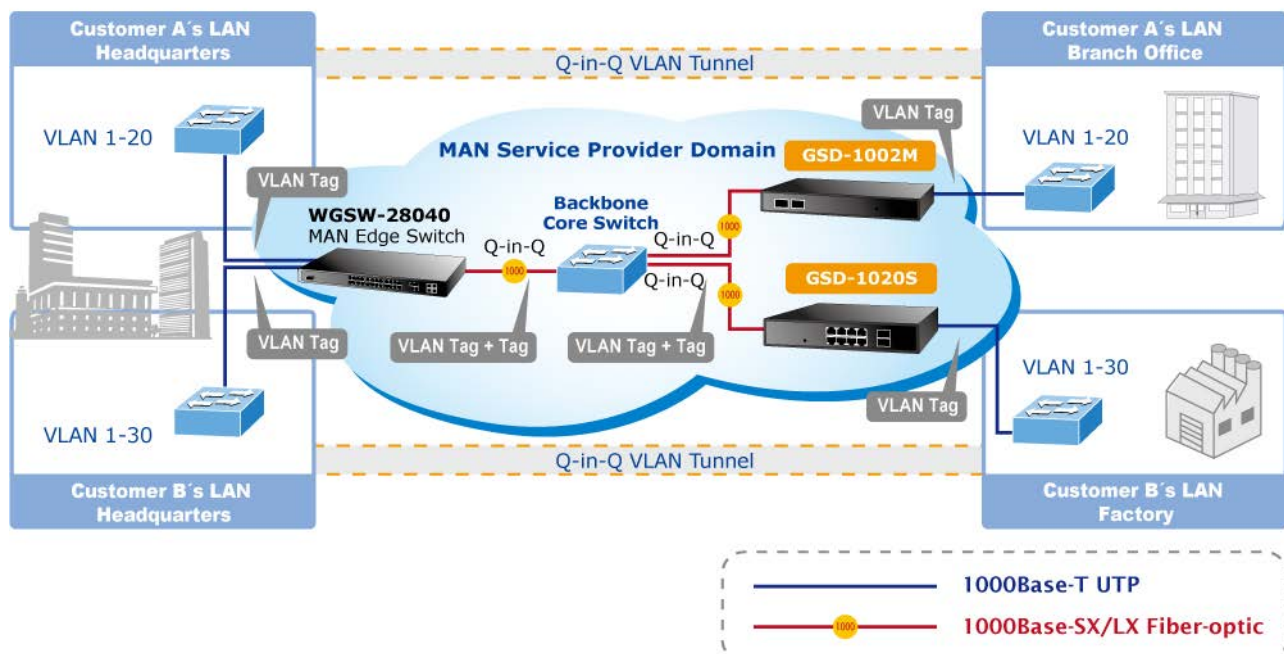 Customer A´s LAN
Headquarters
Q-in-Q VLAN Tunnel
Customer A´s LAN
Branch Office
VLAN 1-20
VLAN Tag
MAN Service Provider Domain
VLAN Tag
GSD-1002M
VLAN 1-20
WGSW-28040
MAN Edge Switch
Q-in-Q
1000
Backbone
Core Switch
Q-in-Q
1000
Q-in-Q
1000
GSD-1020S
VLAN Tag
VLAN Tag + Tag
VLAN Tag + Tag
VLAN Tag
VLAN 1-30
VLAN 1-30
Q-in-Q VLAN Tunnel
Customer B´s LAN
Headquarters
Customer B´s LAN
Factory
1000Base-T UTP
1000
1000Base-SX/LX Fiber-optic